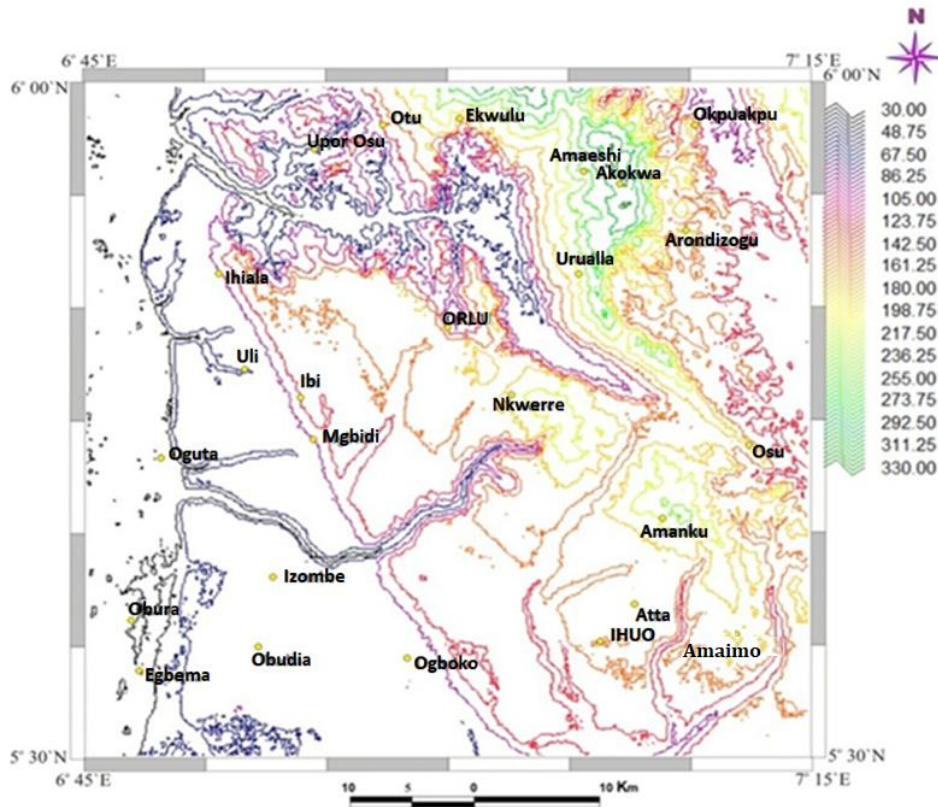 N
6° 45`E
7° 15`E
6° 00`N
6° 00`N
30.00
48.75
67.50
86.25
105.00
123.75
142.50
161.25
180.00
198.75
217.50
236.25
255.00
273.75
292.50
311.25
330.00
Otu
Ekwulu
Okpuakpu
Upor Osu
Amaeshi
Akokwa
Arondizogu
Urualla
Ihiala
ORLU
Uli
Ibi
Nkwerre
Mgbidi
Osu
Oguta
Amanku
Izombe
Obura
Atta
IHUO
Amaimo
Obudia
Ogboko
Egbema
5° 30`N
5° 30`N
6° 45`E
7° 15`E
10 5 0 10 Km